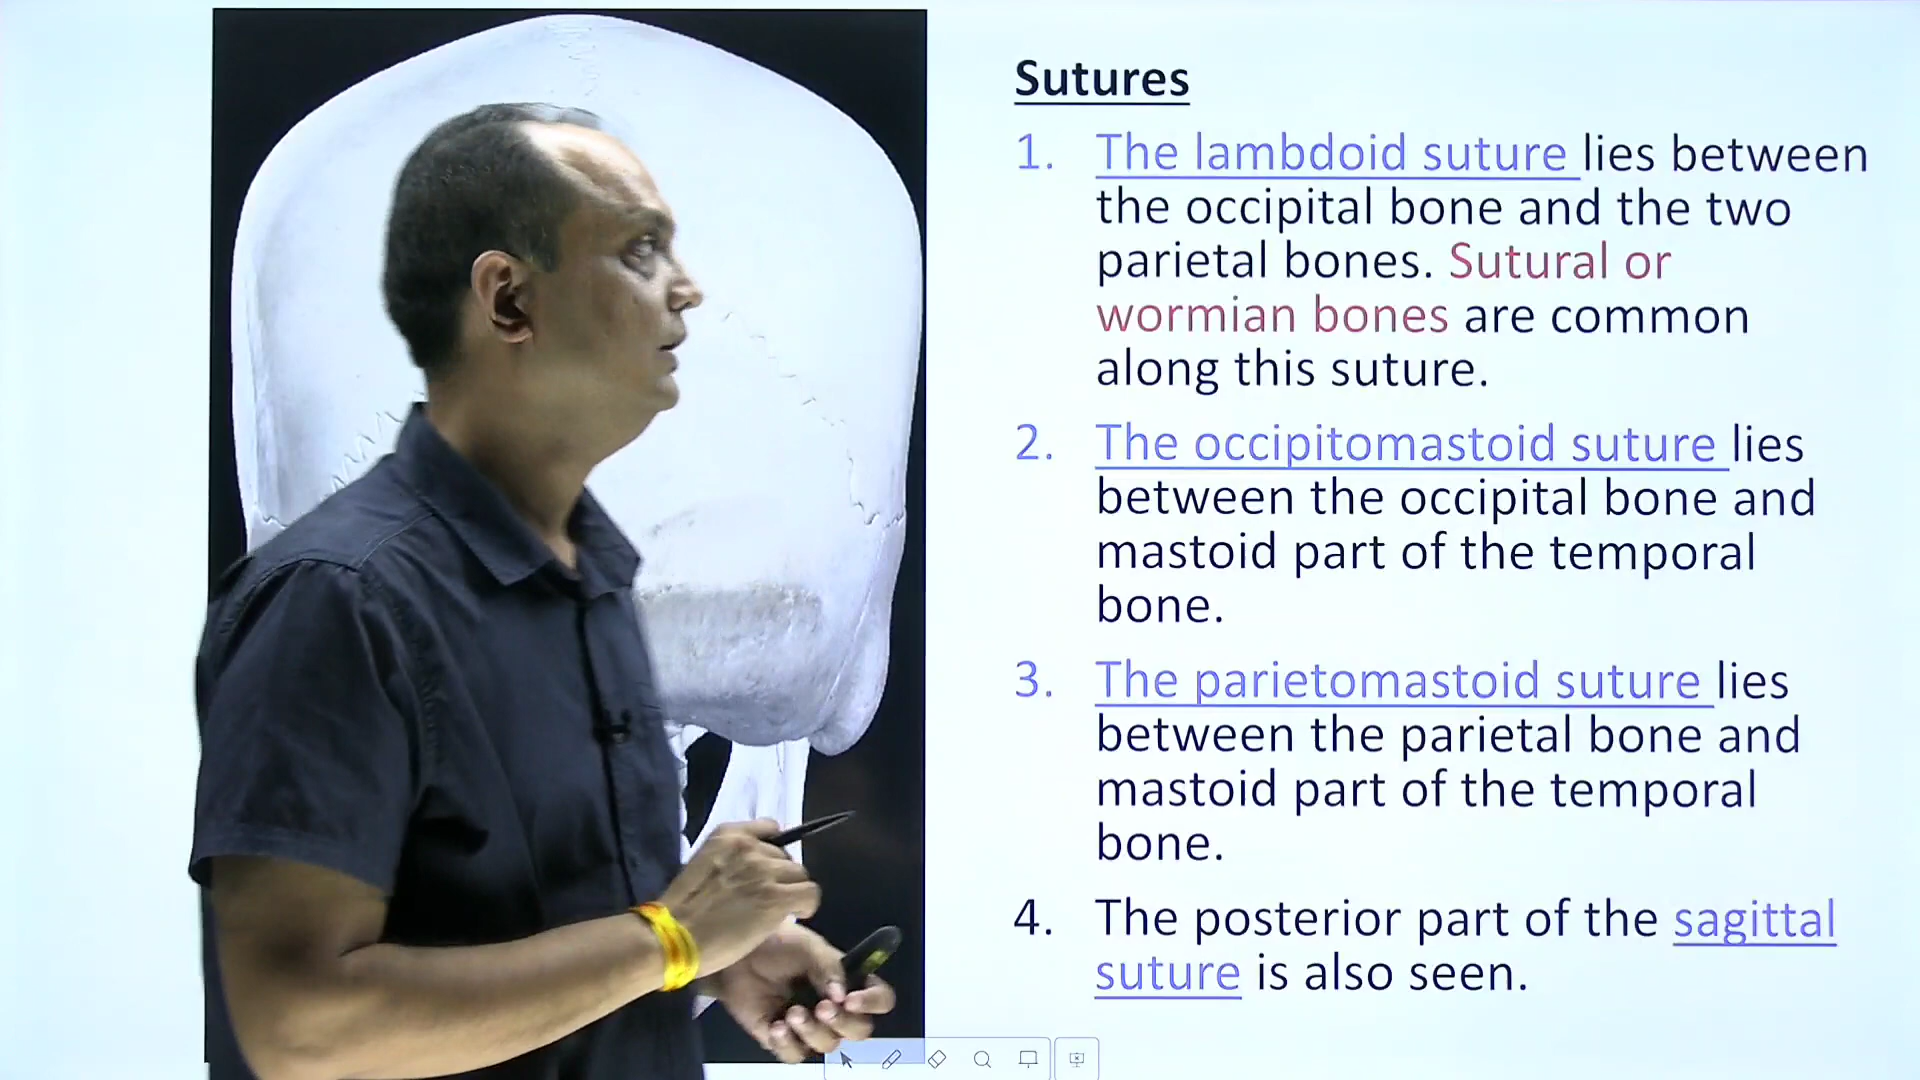 Sutures
1. The lambdoid suture lies between
the occipital bone and the two
parietal bones. Sutural or
wormian bones are common
along this suture.
2. The occipitomastoid suture lies
between the occipital bone and
mastoid part of the temporal
bone.
3. The parietomastoid suture lies
between the parietal bone and
mastoid part of the temporal
bone.
4. The posterior part of the sagittal
suture is also seen.